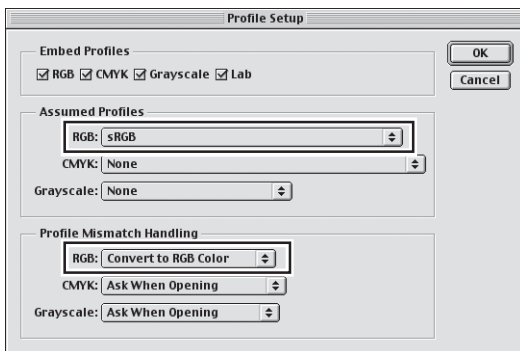 Profile Setup
Embed Profiles
RGB CMYK Grayscale Lab
OK
Cancel
Assumed Profiles
RGB: sRGB
CMYK: None
Grayscale: None
Profile Mismatch Handling
RGB: Convert to RGB Color
CMYK: Ask When Opening
Grayscale: Ask When Opening